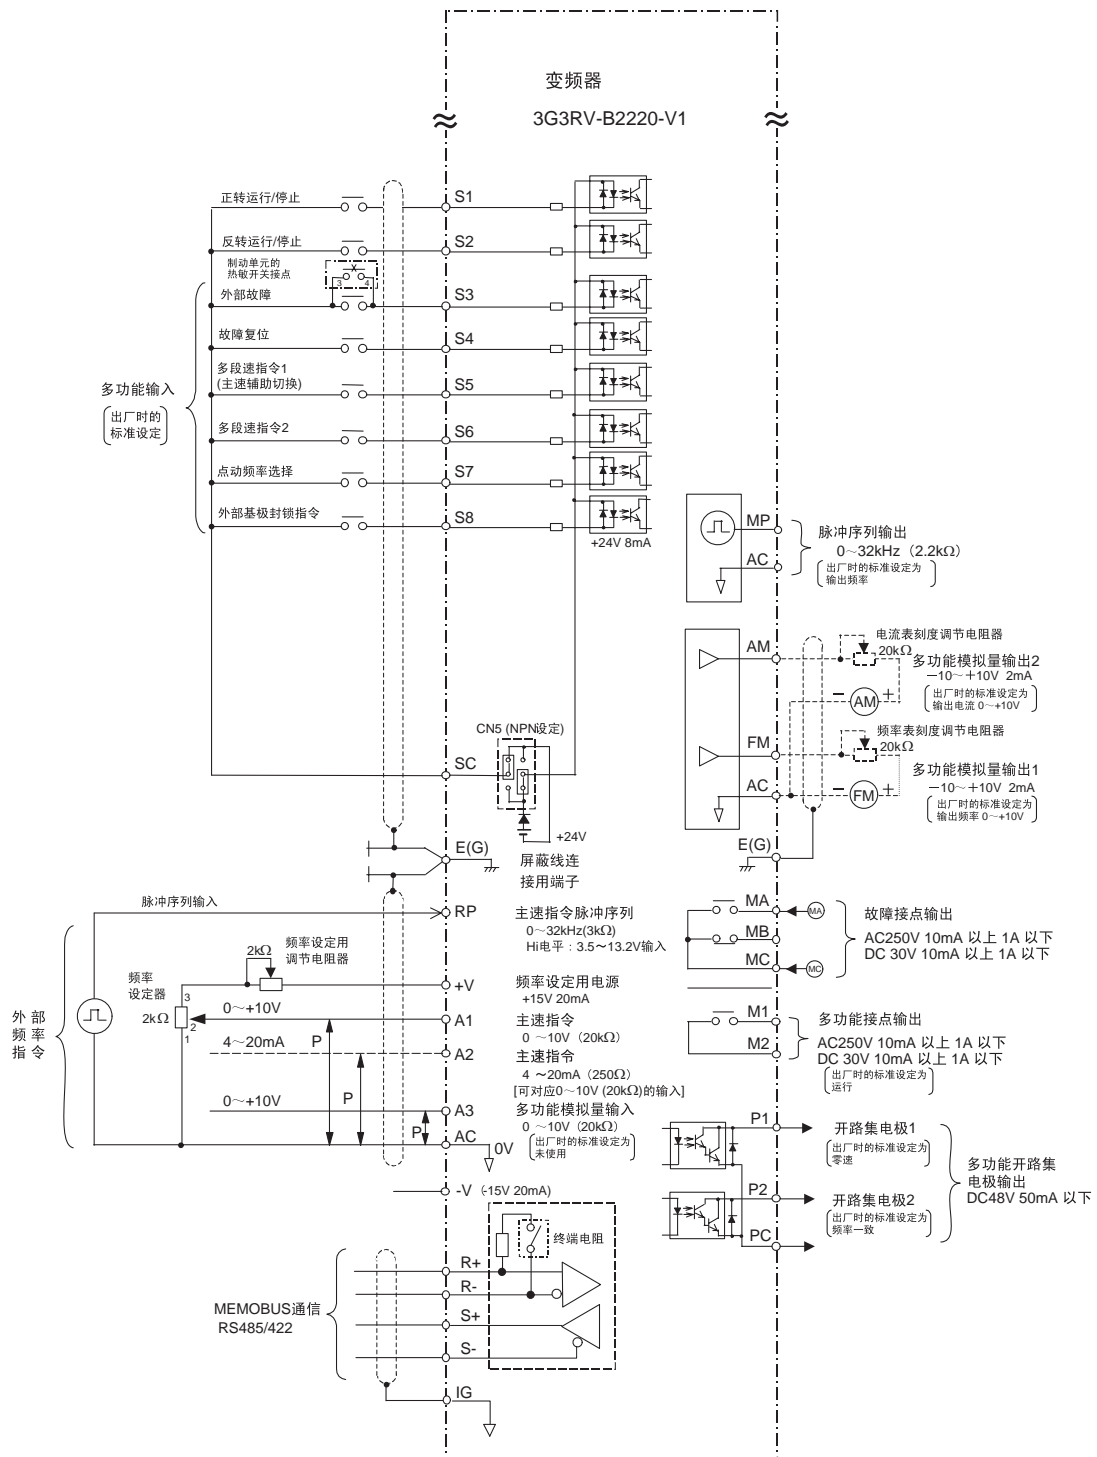 变频器
3G3RV-B2220-V1
正转运行/停止
S1
反转运行/停止
S2
制动单元的
热敏开关接点
3
4
外部故障
S3
故障复位
S4
多段速指令1
(主速辅助切换)
S5
多段速指令2
S6
点动频率选择
S7
外部基极封锁指令
S8
多功能输入
出厂时的
标准设定
+24V 8mA
MP
AC
脉冲序列输出
0～32kHz（2.2kΩ）
出厂时的标准设定为
输出频率
AM
电流表刻度调节电阻器
20kΩ
多功能模拟量输出2
－10～＋10V 2mA
出厂时的标准设定为
输出电流 0～+10V
− AM +
FM
频率表刻度调节电阻器
20kΩ
多功能模拟量输出1
－10～＋10V 2mA
出厂时的标准设定为
输出频率 0～+10V
AC
− FM +
E(G)
CN5 (NPN设定)
SC
+24V
E(G)
屏蔽线连
接用端子
脉冲序列输入
RP
主速指令脉冲序列
0～32kHz(3kΩ)
Hi电平：3.5～13.2V输入
2kΩ
频率设定用
调节电阻器
+V
频率设定用电源
+15V 20mA
频率
设定器
2kΩ
3
2
1
0～+10V
P
A1
主速指令
0 ～10V（20kΩ）
4～20mA
P
A2
主速指令
4 ～20mA（250Ω）
[可对应0～10V (20kΩ)的输入]
0～+10V
P
A3
多功能模拟量输入
0 ～10V（20kΩ）
出厂时的标准设定为
未使用
AC
0V
外部
频率
指令
-V（-15V 20mA）
终端电阻
R+
R-
S+
S-
IG
MEMOBUS通信
RS485/422
MA
MA
MB
MC
MC
故障接点输出
AC250V 10mA 以上 1A 以下
DC 30V 10mA 以上 1A 以下
M1
M2
多功能接点输出
AC250V 10mA 以上 1A 以下
DC 30V 10mA 以上 1A 以下
出厂时的标准设定为
运行
P1
开路集电极1
出厂时的标准设定为
零速
P2
开路集电极2
出厂时的标准设定为
频率一致
PC
多功能开路集
电极输出
DC48V 50mA 以下